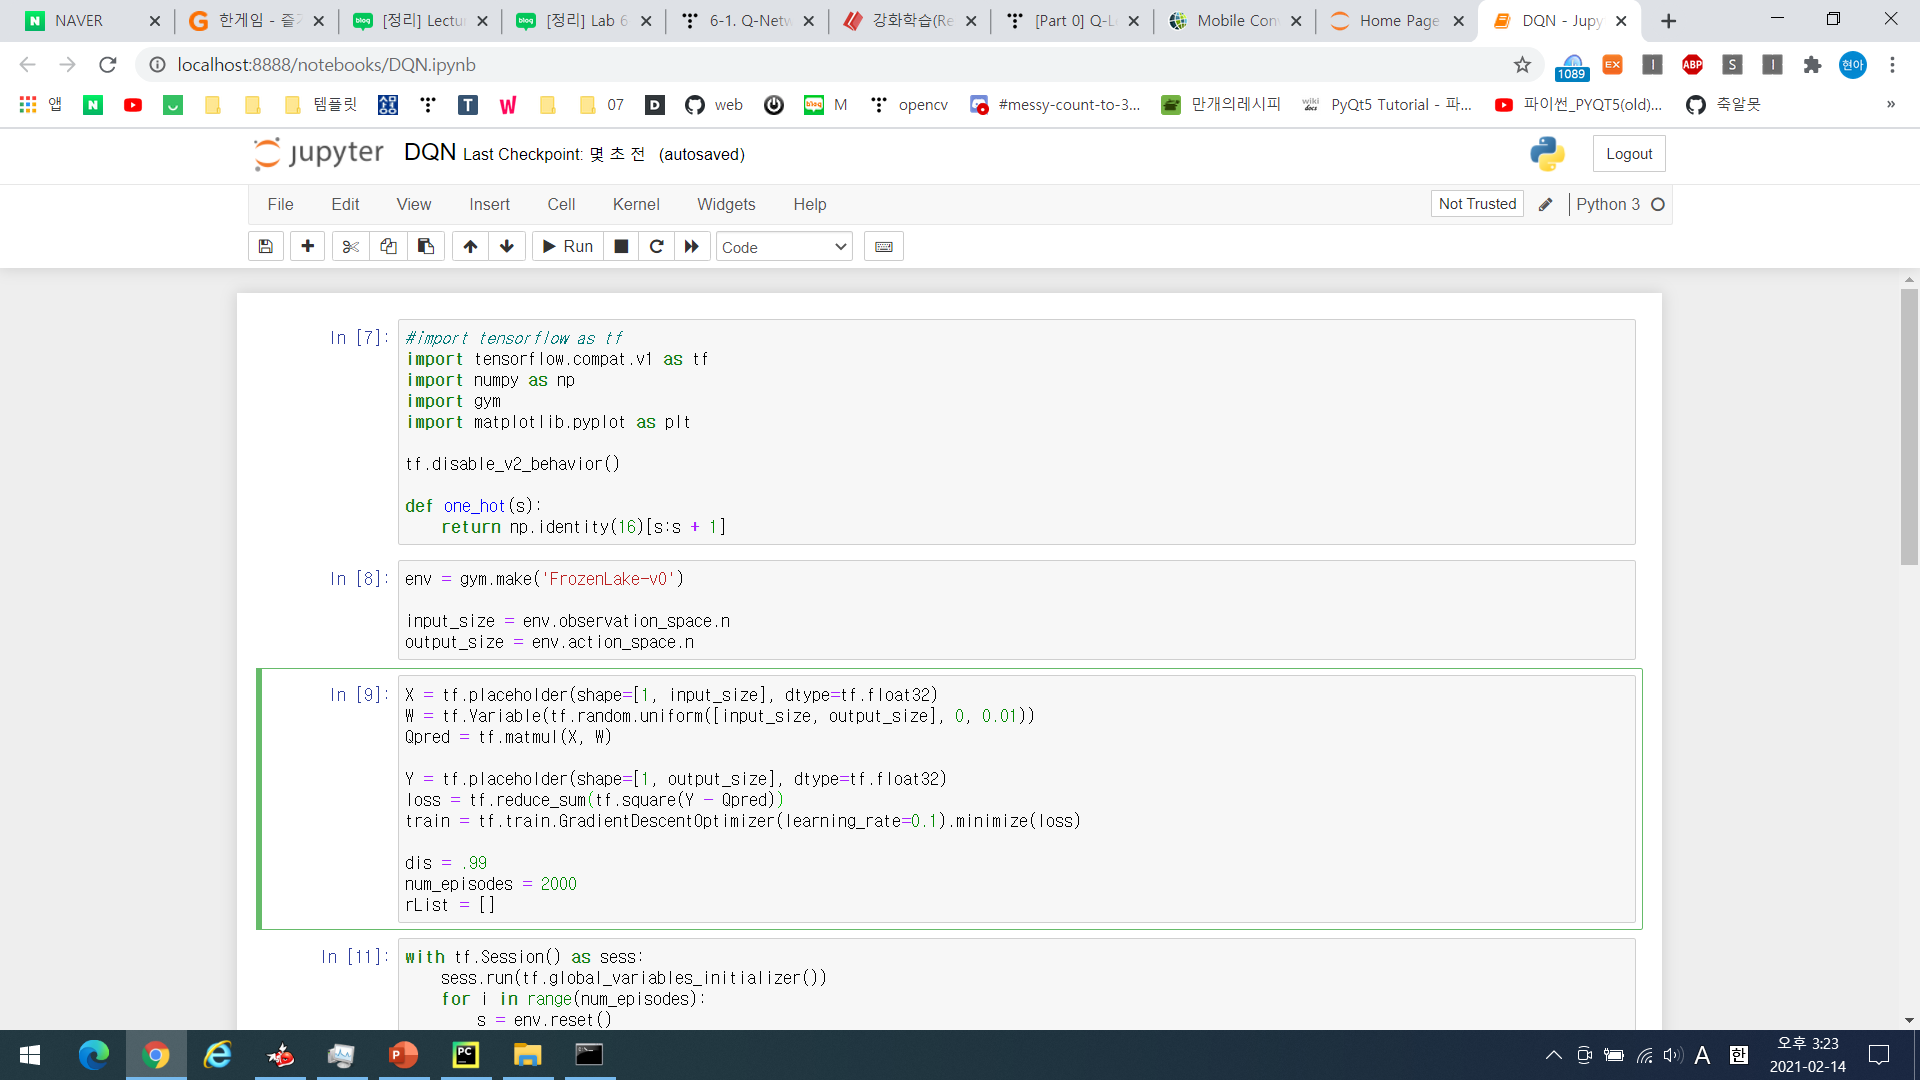 NAVER
한게임 - 즐
[정리] Lectu
[정리] Lab 6
6-1. Q-Netw
강화학습(Re
[Part 0] Q-L
Mobile Con
Home Page
DQN - Jupy
localhost:8888/notebooks/DQN.ipynb
1089
EX
ABP
S
현아
앱
템플릿
07
web
M
opencv
#messy-count-to-3...
만개의레시피
PyQt5 Tutorial - 파...
파이썬_PYQT5(old)...
축알못
»
jupyter DQN Last Checkpoint: 몇 초 전 (autosaved)
Logout
File Edit View Insert Cell Kernel Widgets Help
Not Trusted
Python 3
Run
Code
In [7]:
#import tensorflow as tf
import tensorflow.compat.v1 as tf
import numpy as np
import gym
import matplotlib.pyplot as plt
tf.disable_v2_behavior()
def one_hot(s):
    return np.identity(16)[s:s + 1]
In [8]:
env = gym.make('FrozenLake-v0')
input_size = env.observation_space.n
output_size = env.action_space.n
In [9]:
X = tf.placeholder(shape=[1, input_size], dtype=tf.float32)
W = tf.Variable(tf.random.uniform([input_size, output_size], 0, 0.01))
Qpred = tf.matmul(X, W)
Y = tf.placeholder(shape=[1, output_size], dtype=tf.float32)
loss = tf.reduce_sum(tf.square(Y - Qpred))
train = tf.train.GradientDescentOptimizer(learning_rate=0.1).minimize(loss)
dis = .99
num_episodes = 2000
rList = []
In [11]:
with tf.Session() as sess:
    sess.run(tf.global_variables_initializer())
    for i in range(num_episodes):
        s = env.reset()
A
한
오후 3:23
2021-02-14